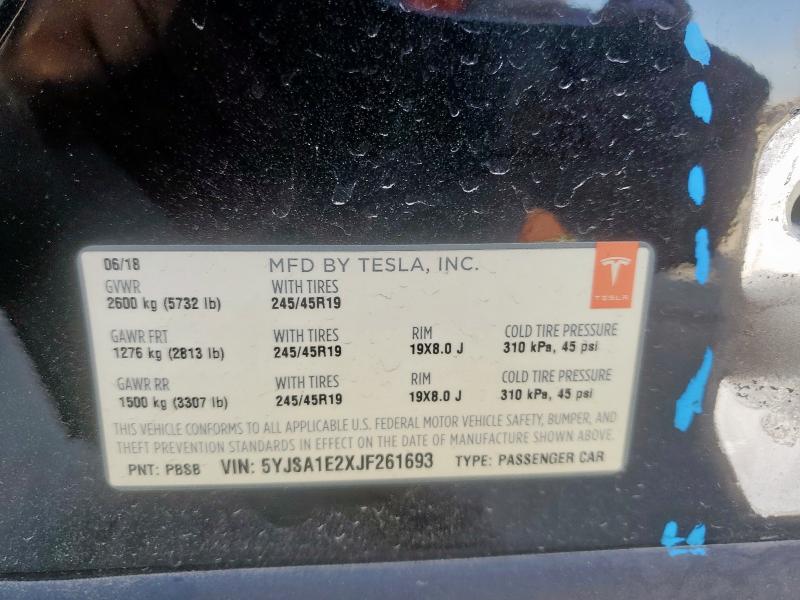 06/18 MFD BY TESLA, INC.
GVWR WITH TIRES
2600 kg (5732 lb) 245/45R19
TESLA
GAWR FRT WITH TIRES RIM COLD TIRE PRESSURE
1276 kg (2813 lb) 245/45R19 19X8.0 J 310 kPa, 45 psi
GAWR RR WITH TIRES RIM COLD TIRE PRESSURE
1500 kg (3307 lb) 245/45R19 19X8.0 J 310 kPa, 45 psi
THIS VEHICLE CONFORMS TO ALL APPLICABLE U.S. FEDERAL MOTOR VEHICLE SAFETY, BUMPER, AND
THEFT PREVENTION STANDARDS IN EFFECT ON THE DATE OF MANUFACTURE SHOWN ABOVE.
PNT: PBSB VIN: 5YJSA1E2XJF261693 TYPE: PASSENGER CAR